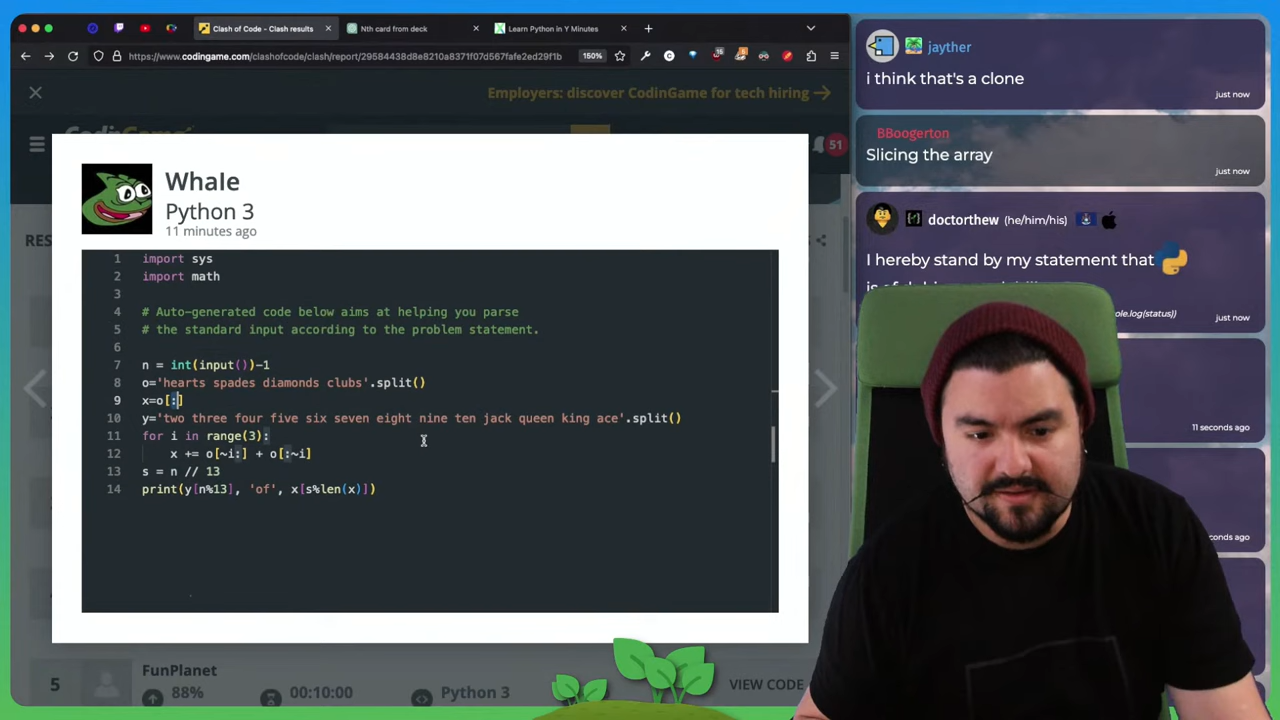 Clash of Code - Clash results
Nth card from deck
Learn Python in Y Minutes
https://www.codingame.com/clashofcode/clash/report/29584438d8e8210a8371f07d567fafe2ed29f1b
150%
Employers: discover CodinGame for tech hiring
51
Whale
Python 3
11 minutes ago
1 import sys
2 import math
3
4 # Auto-generated code below aims at helping you parse
5 # the standard input according to the problem statement.
6
7 n = int(input())-1
8 o='hearts spades diamonds clubs'.split()
9 x=o[:]
10 y='two three four five six seven eight nine ten jack queen king ace'.split()
11 for i in range(3):
12 x += o[~i:] + o[:~i]
13 s = n // 13
14 print(y[n%13], 'of', x[s%len(x)])
RES
5
FunPlanet
88%
00:10:00
Python 3
VIEW CODE
jayther
i think that's a clone
just now
BBoogerton
Slicing the array
just now
doctorthew (he/him/his)
I hereby stand by my statement that
ole.log(status))
just now
11 seconds ago
conds ago